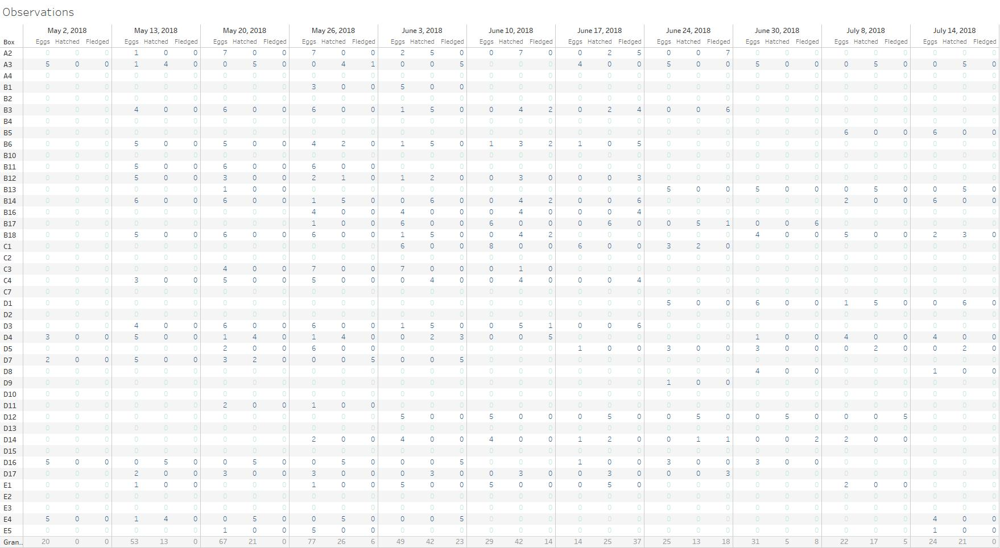 Observations
May 2, 2018 May 13, 2018 May 20, 2018 May 26, 2018 June 3, 2018 June 10, 2018 June 17, 2018 June 24, 2018 June 30, 2018 July 8, 2018 July 14, 2018
Box Eggs Hatched Fledged Eggs Hatched Fledged Eggs Hatched Fledged Eggs Hatched Fledged Eggs Hatched Fledged Eggs Hatched Fledged Eggs Hatched Fledged Eggs Hatched Fledged Eggs Hatched Fledged Eggs Hatched Fledged Eggs Hatched Fledged
A2 0 0 0 1 0 0 7 0 0 7 0 0 2 5 0 0 7 0 0 2 5 0 0 7 0 0 0 0 0 0 0 0 0
A3 5 0 0 1 4 0 0 5 0 0 4 1 0 0 5 0 0 0 4 0 0 5 0 0 5 0 0 0 5 0 0 5 0
A4 0 0 0 0 0 0 0 0 0 0 0 0 0 0 0 0 0 0 0 0 0 0 0 0 0 0 0 0 0 0 0 0 0
B1 0 0 0 0 0 0 0 0 0 3 0 0 5 0 0 0 0 0 0 0 0 0 0 0 0 0 0 0 0 0 0 0 0
B2 0 0 0 0 0 0 0 0 0 0 0 0 0 0 0 0 0 0 0 0 0 0 0 0 0 0 0 0 0 0 0 0 0
B3 0 0 0 4 0 0 6 0 0 6 0 0 1 5 0 0 4 2 0 2 4 0 0 6 0 0 0 0 0 0 0 0 0
B4 0 0 0 0 0 0 0 0 0 0 0 0 0 0 0 0 0 0 0 0 0 0 0 0 0 0 0 0 0 0 0 0 0
B5 0 0 0 0 0 0 0 0 0 0 0 0 0 0 0 0 0 0 0 0 0 0 0 0 0 0 0 6 0 0 6 0 0
B6 0 0 0 5 0 0 5 0 0 4 2 0 1 5 0 1 3 2 1 0 5 0 0 0 0 0 0 0 0 0 0 0 0
B10 0 0 0 0 0 0 0 0 0 0 0 0 0 0 0 0 0 0 0 0 0 0 0 0 0 0 0 0 0 0 0 0 0
B11 0 0 0 5 0 0 6 0 0 6 0 0 0 0 0 0 0 0 0 0 0 0 0 0 0 0 0 0 0 0 0 0 0
B12 0 0 0 5 0 0 3 0 0 2 1 0 1 2 0 0 3 0 0 0 3 0 0 0 0 0 0 0 0 0 0 0 0
B13 0 0 0 0 0 0 1 0 0 0 0 0 0 0 0 0 0 0 0 0 0 5 0 0 5 0 0 0 5 0 0 5 0
B14 0 0 0 6 0 0 6 0 0 1 5 0 0 6 0 0 4 2 0 0 6 0 0 0 0 0 0 2 0 0 6 0 0
B16 0 0 0 0 0 0 0 0 0 4 0 0 4 0 0 0 4 0 0 0 4 0 0 0 0 0 0 0 0 0 0 0 0
B17 0 0 0 0 0 0 0 0 0 1 0 0 6 0 0 6 0 0 0 6 0 0 5 1 0 0 6 0 0 0 0 0 0
B18 0 0 0 5 0 0 6 0 0 6 0 0 1 5 0 0 4 2 0 0 0 0 0 0 4 0 0 5 0 0 2 3 0
C1 0 0 0 0 0 0 0 0 0 0 0 0 6 0 0 8 0 0 6 0 0 3 2 0 0 0 0 0 0 0 0 0 0
C2 0 0 0 0 0 0 0 0 0 0 0 0 0 0 0 0 0 0 0 0 0 0 0 0 0 0 0 0 0 0 0 0 0
C3 0 0 0 0 0 0 4 0 0 7 0 0 7 0 0 0 1 0 0 0 0 0 0 0 0 0 0 0 0 0 0 0 0
C4 0 0 0 3 0 0 5 0 0 5 0 0 0 4 0 0 4 0 0 0 4 0 0 0 0 0 0 0 0 0 0 0 0
C7 0 0 0 0 0 0 0 0 0 0 0 0 0 0 0 0 0 0 0 0 0 0 0 0 0 0 0 0 0 0 0 0 0
D1 0 0 0 0 0 0 0 0 0 0 0 0 0 0 0 0 0 0 0 0 0 5 0 0 6 0 0 1 5 0 0 6 0
D2 0 0 0 0 0 0 0 0 0 0 0 0 0 0 0 0 0 0 0 0 0 0 0 0 0 0 0 0 0 0 0 0 0
D3 0 0 0 4 0 0 6 0 0 6 0 0 1 5 0 0 5 1 0 0 6 0 0 0 0 0 0 0 0 0 0 0 0
D4 3 0 0 5 0 0 1 4 0 1 4 0 0 2 3 0 0 5 0 0 0 0 0 0 1 0 0 4 0 0 4 0 0
D5 0 0 0 0 0 0 2 0 0 6 0 0 0 0 0 0 0 0 1 0 0 3 0 0 3 0 0 0 2 0 0 2 0
D7 2 0 0 5 0 0 3 2 0 0 0 5 0 0 5 0 0 0 0 0 0 0 0 0 0 0 0 0 0 0 0 0 0
D8 0 0 0 0 0 0 0 0 0 0 0 0 0 0 0 0 0 0 0 0 0 0 0 0 4 0 0 0 0 0 1 0 0
D9 0 0 0 0 0 0 0 0 0 0 0 0 0 0 0 0 0 0 0 0 0 1 0 0 0 0 0 0 0 0 0 0 0
D10 0 0 0 0 0 0 0 0 0 0 0 0 0 0 0 0 0 0 0 0 0 0 0 0 0 0 0 0 0 0 0 0 0
D11 0 0 0 0 0 0 2 0 0 1 0 0 0 0 0 0 0 0 0 0 0 0 0 0 0 0 0 0 0 0 0 0 0
D12 0 0 0 0 0 0 0 0 0 0 0 0 5 0 0 5 0 0 0 5 0 0 5 0 0 5 0 0 0 5 0 0 0
D13 0 0 0 0 0 0 0 0 0 0 0 0 0 0 0 0 0 0 0 0 0 0 0 0 0 0 0 0 0 0 0 0 0
D14 0 0 0 0 0 0 0 0 0 2 0 0 4 0 0 4 0 0 1 2 0 0 1 1 0 0 2 2 0 0 0 0 0
D15 0 0 0 0 0 0 0 0 0 0 0 0 0 0 0 0 0 0 0 0 0 0 0 0 0 0 0 0 0 0 0 0 0
D16 5 0 0 0 5 0 0 5 0 0 5 0 0 0 5 0 0 0 1 0 0 3 0 0 3 0 0 0 0 0 0 0 0
D17 0 0 0 2 0 0 3 0 0 3 0 0 0 3 0 0 3 0 0 3 0 0 0 3 0 0 0 0 0 0 0 0 0
E1 0 0 0 1 0 0 0 0 0 1 0 0 5 0 0 5 0 0 0 5 0 0 0 0 0 0 0 2 0 0 0 0 0
E2 0 0 0 0 0 0 0 0 0 0 0 0 0 0 0 0 0 0 0 0 0 0 0 0 0 0 0 0 0 0 0 0 0
E3 0 0 0 0 0 0 0 0 0 0 0 0 0 0 0 0 0 0 0 0 0 0 0 0 0 0 0 0 0 0 0 0 0
E4 5 0 0 1 4 0 0 5 0 0 5 0 0 0 5 0 0 0 0 0 0 0 0 0 0 0 0 0 0 0 4 0 0
E5 0 0 0 0 0 0 1 0 0 5 0 0 0 0 0 0 0 0 0 0 0 0 0 0 0 0 0 0 0 0 1 0 0
Gran.. 20 0 0 53 13 0 67 21 0 77 26 6 49 42 23 29 42 14 14 25 37 25 13 18 31 5 8 22 17 5 24 21 0